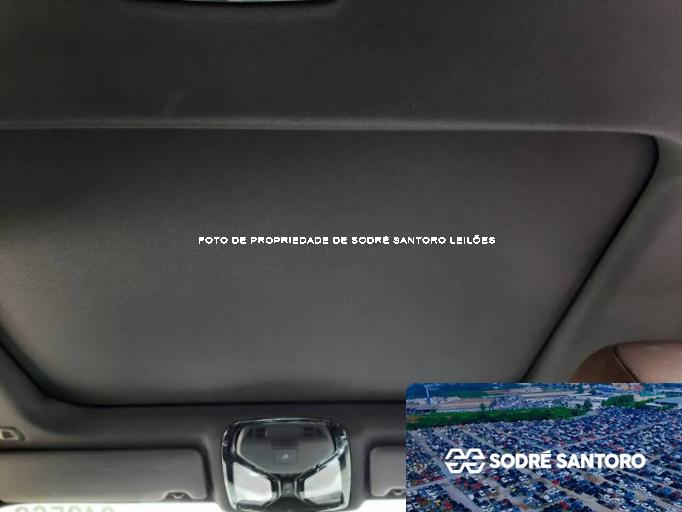 FOTO DE PROPRIEDADE DE SODRÉ SANTORO LEILÕES
SODRÉ SANTORO